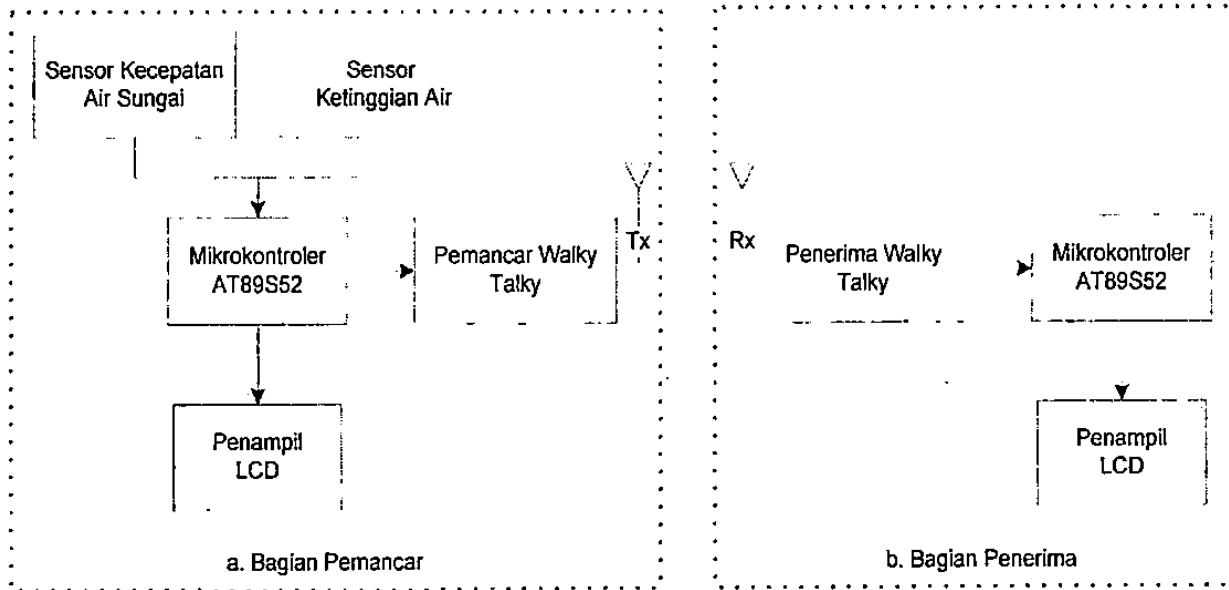 Sensor Kecepatan
Air Sungai
Sensor
Ketinggian Air
Mikrokontroler
AT89S52
Pemancar Walky
Talky
Tx
Rx
Penerima Walky
Talky
Mikrokontroler
AT89S52
Penampil
LCD
Penampil
LCD
a. Bagian Pemancar
b. Bagian Penerima